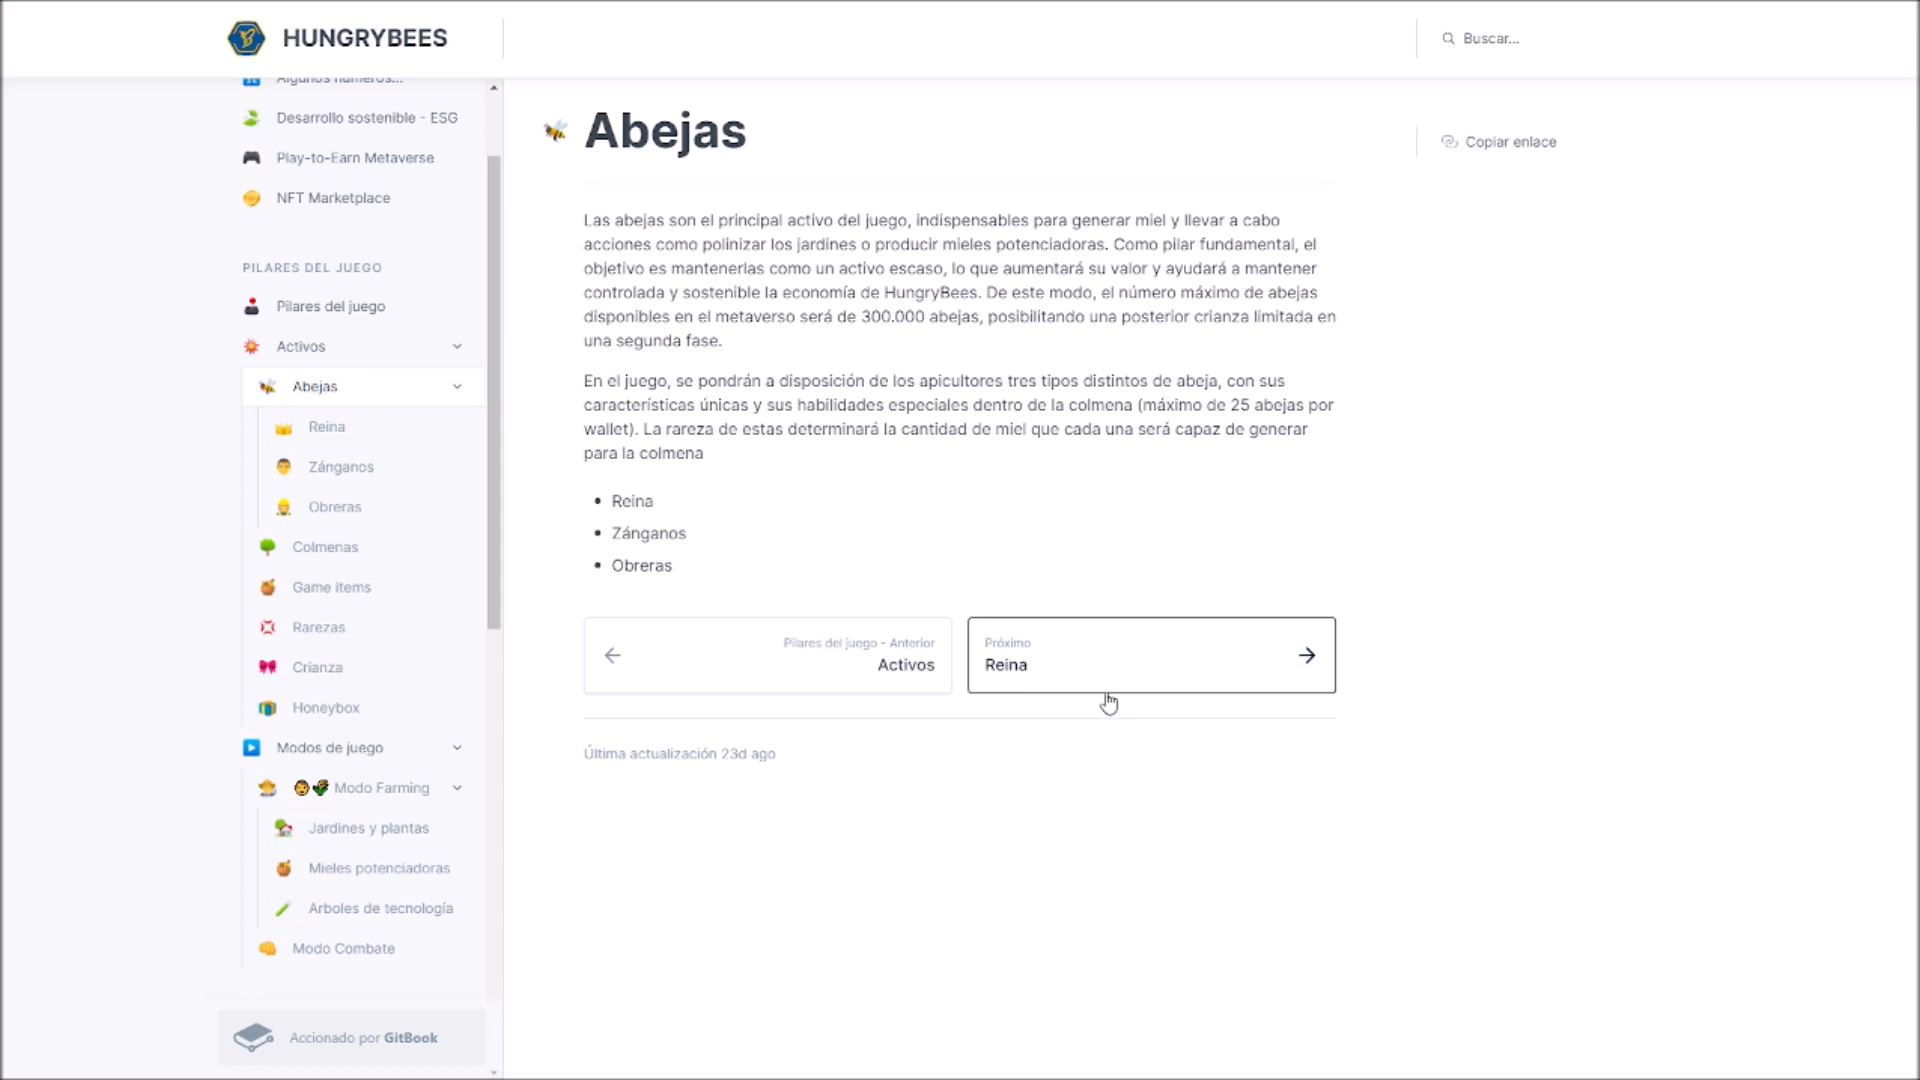 HUNGRYBEES
Buscar...
Algunos números...
Desarrollo sostenible - ESG
Play-to-Earn Metaverse
NFT Marketplace
PILARES DEL JUEGO
Pilares del juego
Activos
Abejas
Reina
Zánganos
Obreras
Colmenas
Game items
Rarezas
Crianza
Honeybox
Modos de juego
Modo Farming
Jardines y plantas
Mieles potenciadoras
Arboles de tecnología
Modo Combate
Accionado por GitBook
Abejas
Copiar enlace
Las abejas son el principal activo del juego, indispensables para generar miel y llevar a cabo
acciones como polinizar los jardines o producir mieles potenciadoras. Como pilar fundamental, el
objetivo es mantenerlas como un activo escaso, lo que aumentará su valor y ayudará a mantener
controlada y sostenible la economía de HungryBees. De este modo, el número máximo de abejas
disponibles en el metaverso será de 300.000 abejas, posibilitando una posterior crianza limitada en
una segunda fase.
En el juego, se pondrán a disposición de los apicultores tres tipos distintos de abeja, con sus
características únicas y sus habilidades especiales dentro de la colmena (máximo de 25 abejas por
wallet). La rareza de estas determinará la cantidad de miel que cada una será capaz de generar
para la colmena
Reina
Zánganos
Obreras
Pilares del juego - Anterior
Activos
Próximo
Reina
Última actualización 23d ago